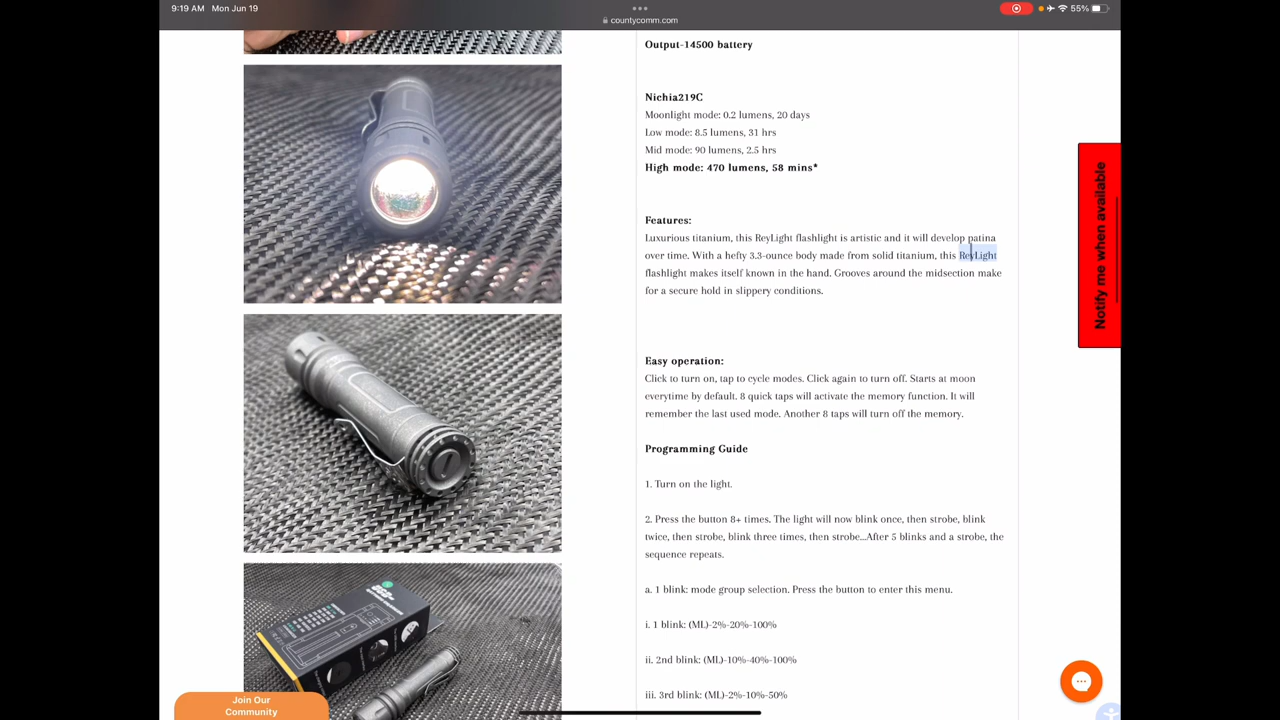 9:19 AM Mon Jun 19
55%
countycomm.com
Output-14500 battery
Nichia219C
Moonlight mode: 0.2 lumens, 20 days
Low mode: 8.5 lumens, 31 hrs
Mid mode: 90 lumens, 2.5 hrs
High mode: 470 lumens, 58 mins*
Features:
Luxurious titanium, this ReyLight flashlight is artistic and it will develop patina
over time. With a hefty 3.3-ounce body made from solid titanium, this ReyLight
flashlight makes itself known in the hand. Grooves around the midsection make
for a secure hold in slippery conditions.
Easy operation:
Click to turn on, tap to cycle modes. Click again to turn off. Starts at moon
everytime by default. 8 quick taps will activate the memory function. It will
remember the last used mode. Another 8 taps will turn off the memory.
Programming Guide
1. Turn on the light.
2. Press the button 8+ times. The light will now blink once, then strobe, blink
twice, then strobe, blink three times, then strobe...After 5 blinks and a strobe, the
sequence repeats.
a. 1 blink: mode group selection. Press the button to enter this menu.
i. 1 blink: (ML)-2%-20%-100%
ii. 2nd blink: (ML)-10%-40%-100%
iii. 3rd blink: (ML)-2%-10%-50%
Notify me when available
Join Our
Community